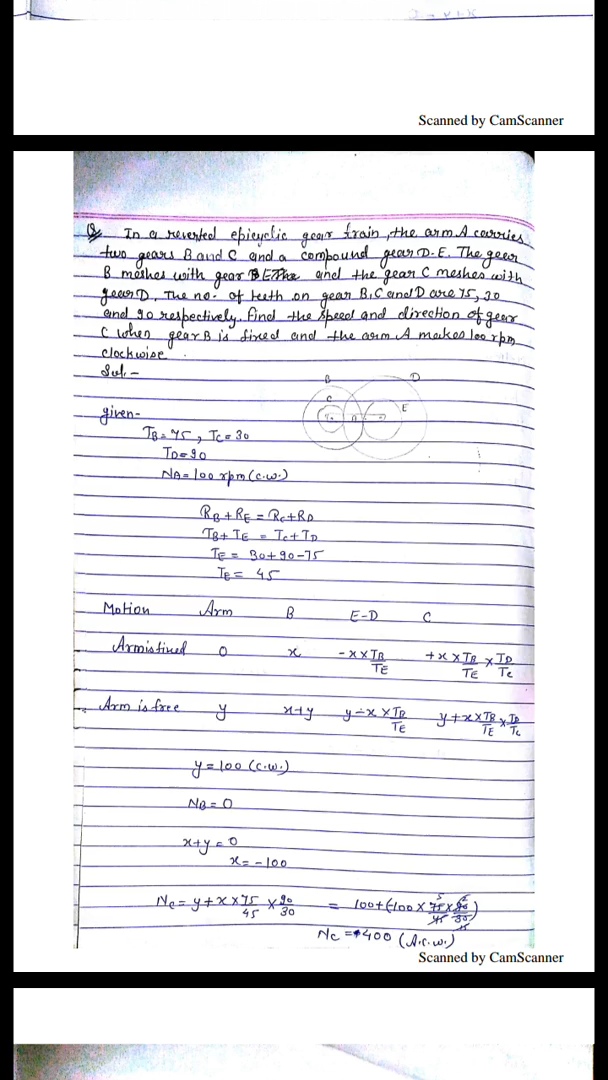 Scanned by CamScanner
Q. In a reverted epicyclic gear train, the arm A carries
two gears B and C and a compound gear D-E. The gear
B meshes with gear E and the gear C meshes with
gear D. The no. of teeth on gear B, C and D are 75, 30
and 90 respectively. Find the speed and direction of gear
C when gear B is fixed and the arm A makes 100 rpm
clockwise.
Sol. -
B D
C E
A
given-
TB = 75, TC = 30
TD = 90
NA = 100 rpm (c.w.)
RB + RE = RC + RD
TB + TE = TC + TD
TE = 30 + 90 - 75
TE = 45
Motion Arm B E-D C
Arm is fixed 0 x -x × TB/TE +x × TB/TE × TD/TC
Arm is free y x+y y - x × TB/TE y + x × TB/TE × TD/TC
y = 100 (c.w.)
NB = 0
x+y = 0
x = -100
NC = y + x × 75/45 × 90/30 = 100 + (-100 × 75/45 × 90/30)
NC = 400 (A.C.W.)
Scanned by CamScanner